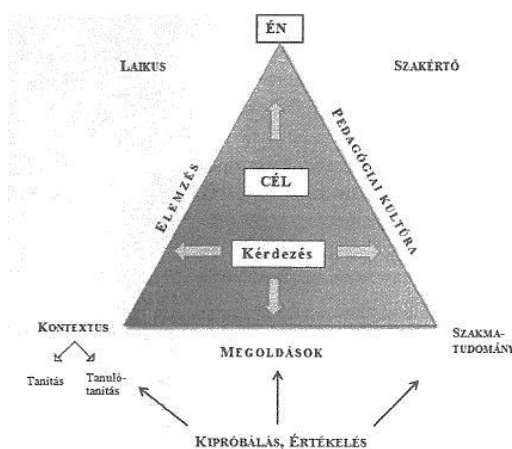 ÉN
LAIKUS
SZAKÉRTŐ
ELEMZÉS
PEDAGÓGIAI KULTÚRA
CÉL
Kérdezés
KONTEXTUS
SZAKMA-
TUDOMÁNY
MEGOLDÁSOK
Tanítás
Tanuló-
tanítás
KIPRÓBÁLÁS, ÉRTÉKELÉS